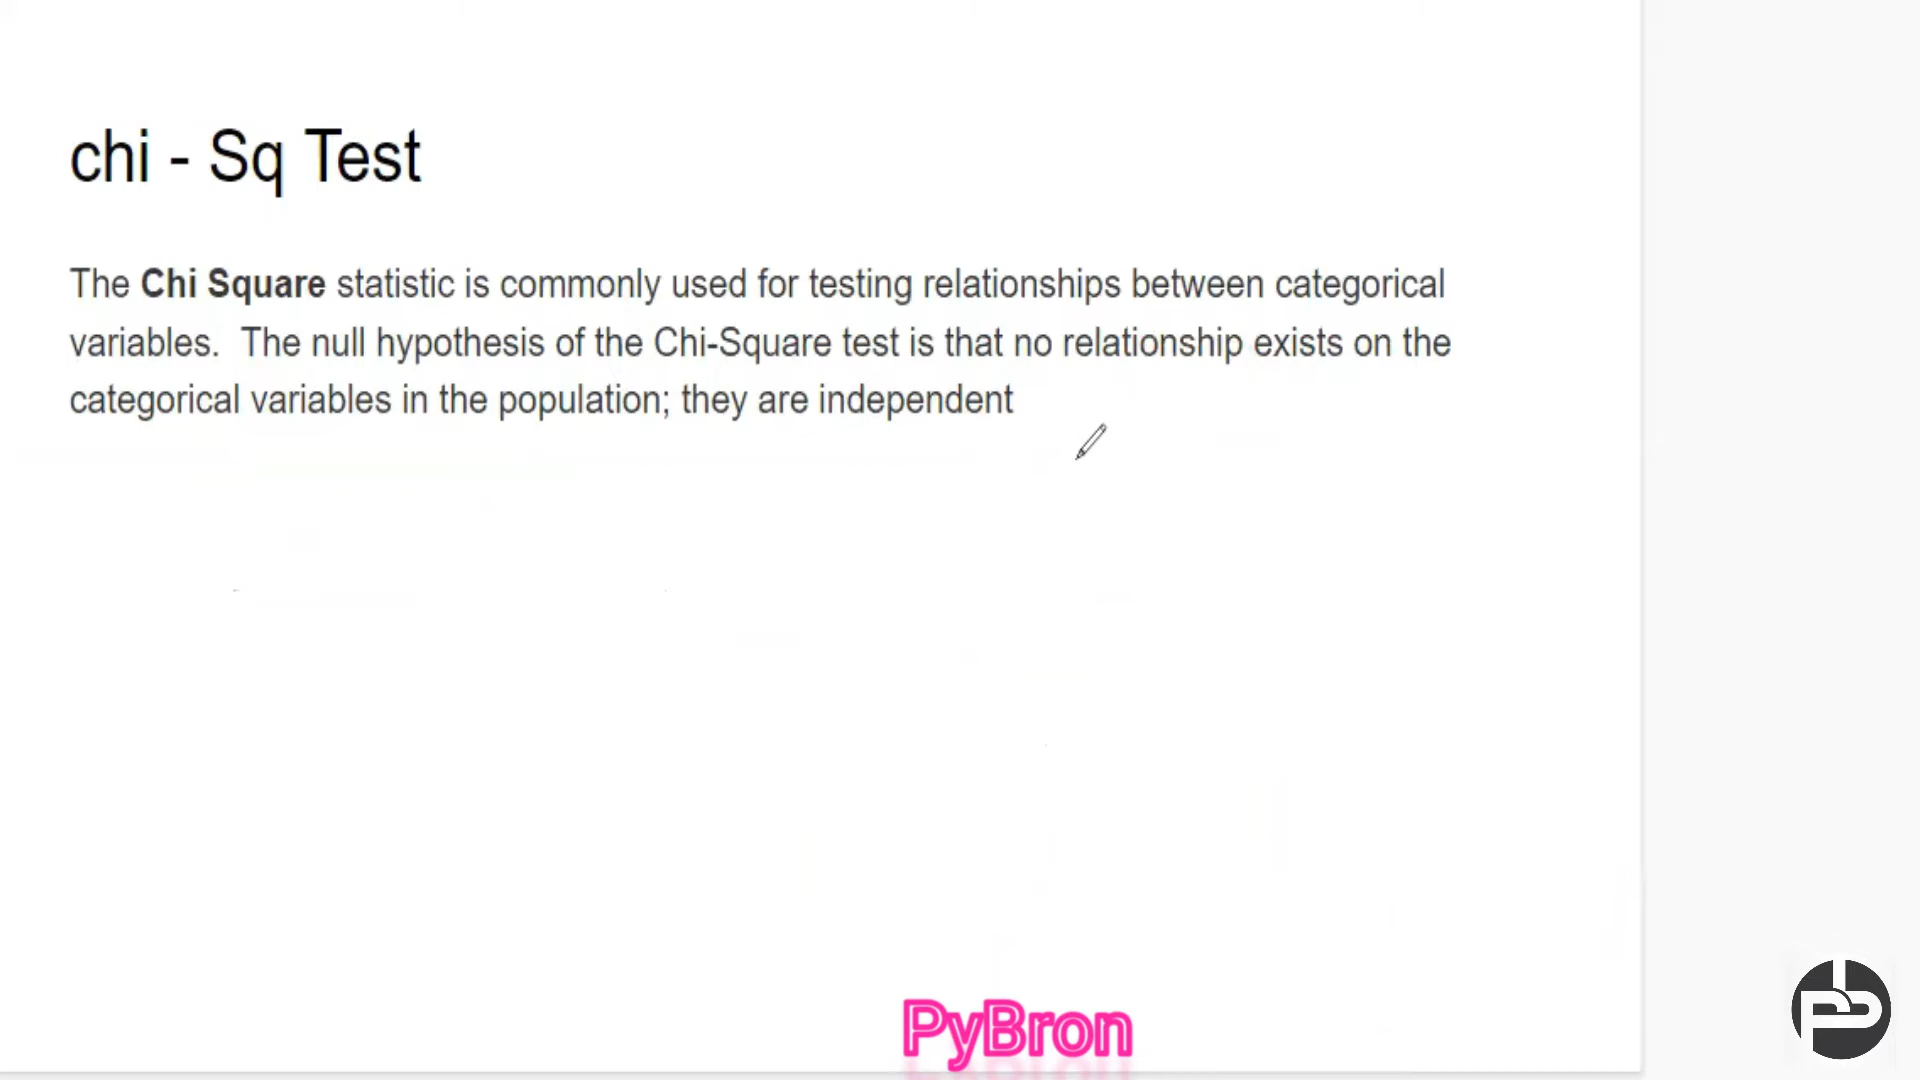 chi - Sq Test
The Chi Square statistic is commonly used for testing relationships between categorical
variables.  The null hypothesis of the Chi-Square test is that no relationship exists on the
categorical variables in the population; they are independent
PyBron